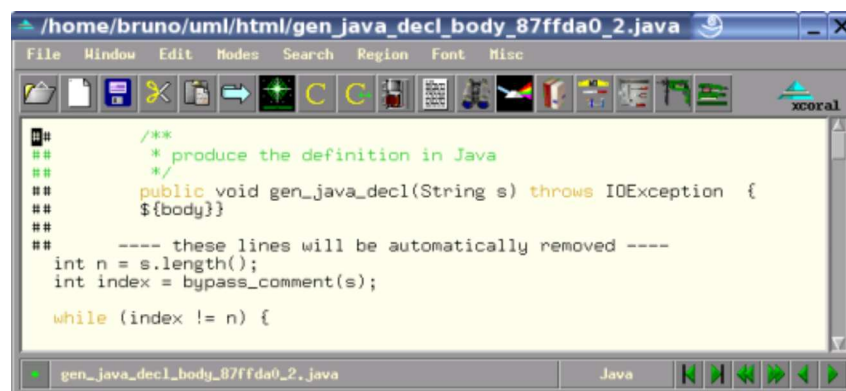 /home/bruno/uml/html/gen_java_decl_body_87ffda0_2.java
File Window Edit Modes Search Region Font Misc
C C xcoral
## /**
## * produce the definition in Java
## */
## public void gen_java_decl(String s) throws IOException {
## ${body}}
##
## ---- these lines will be automatically removed ----
int n = s.length();
int index = bypass_comment(s);
while (index != n) {
gen_java_decl_body_87ffda0_2.java Java